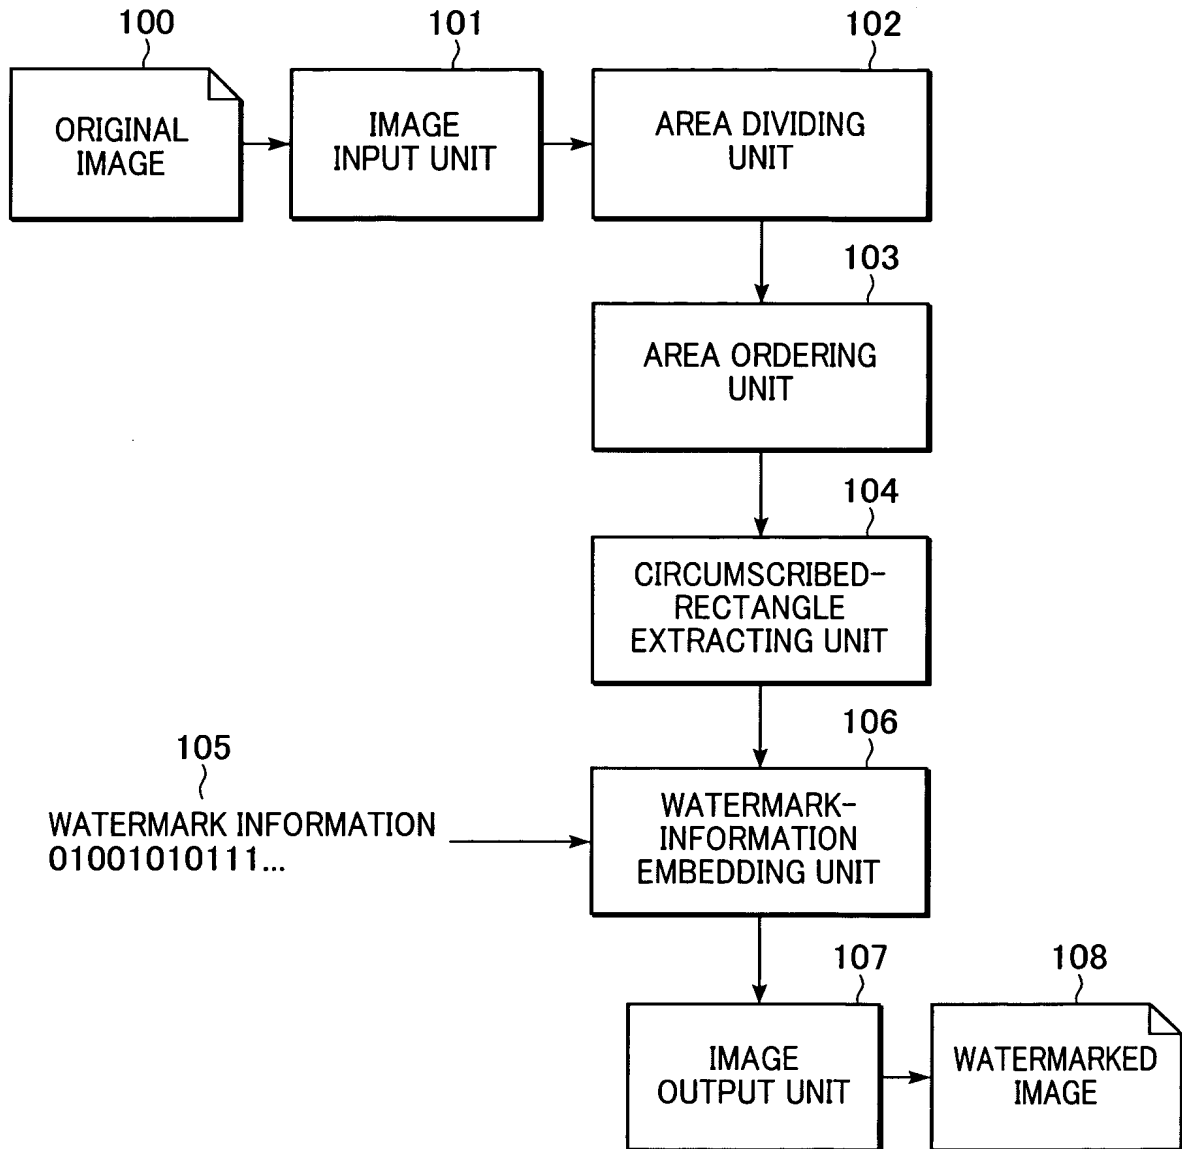 100
101
102
ORIGINAL
IMAGE
IMAGE
INPUT UNIT
AREA DIVIDING
UNIT
103
AREA ORDERING
UNIT
104
CIRCUMSCRIBED-
RECTANGLE
EXTRACTING UNIT
105
WATERMARK INFORMATION
01001010111...
106
WATERMARK-
INFORMATION
EMBEDDING UNIT
107
IMAGE
OUTPUT UNIT
108
WATERMARKED
IMAGE